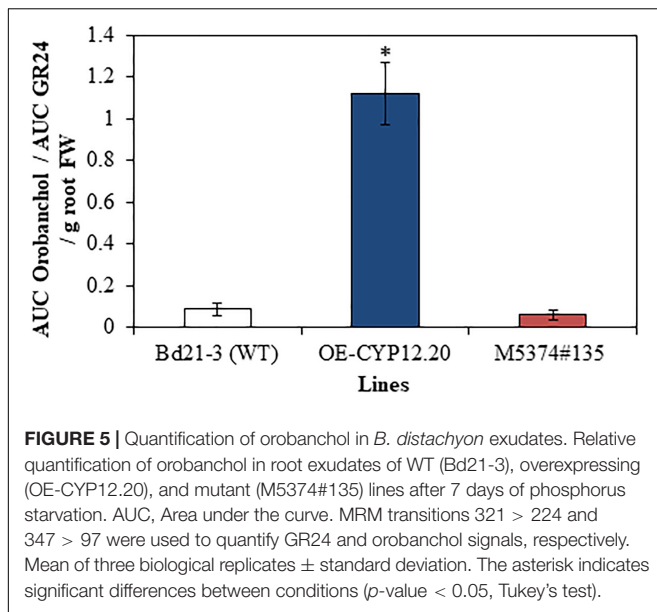 1.4
1.2
1
0.8
0.6
0.4
0.2
0
AUC Orobanchol / AUC GR24
/ g root FW
*
Bd21-3 (WT) OE-CYP12.20 M5374#135
Lines
FIGURE 5 | Quantification of orobanchol in B. distachyon exudates. Relative
quantification of orobanchol in root exudates of WT (Bd21-3), overexpressing
(OE-CYP12.20), and mutant (M5374#135) lines after 7 days of phosphorus
starvation. AUC, Area under the curve. MRM transitions 321 > 224 and
347 > 97 were used to quantify GR24 and orobanchol signals, respectively.
Mean of three biological replicates ± standard deviation. The asterisk indicates
significant differences between conditions (p-value < 0.05, Tukey's test).